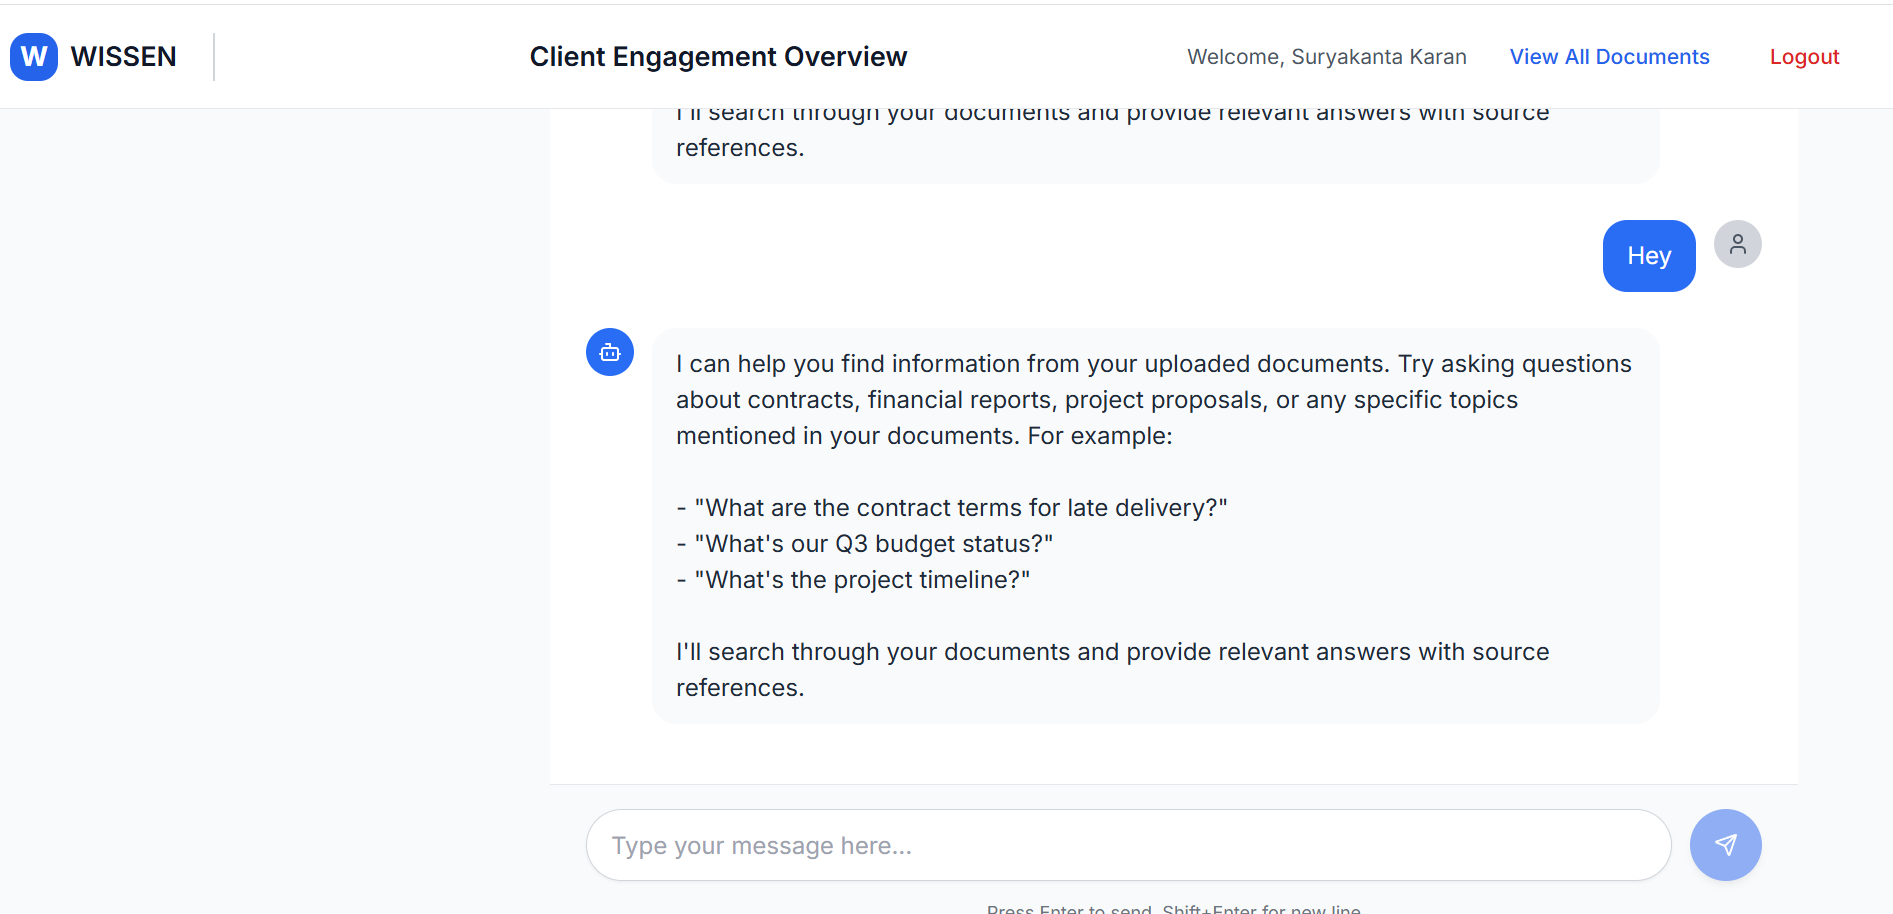 W WISSEN
Client Engagement Overview
Welcome, Suryakanta Karan
View All Documents
Logout
I'll search through your documents and provide relevant answers with source
references.
Hey
I can help you find information from your uploaded documents. Try asking questions
about contracts, financial reports, project proposals, or any specific topics
mentioned in your documents. For example:
- "What are the contract terms for late delivery?"
- "What's our Q3 budget status?"
- "What's the project timeline?"
I'll search through your documents and provide relevant answers with source
references.
Type your message here...
Press Enter to send, Shift+Enter for new line